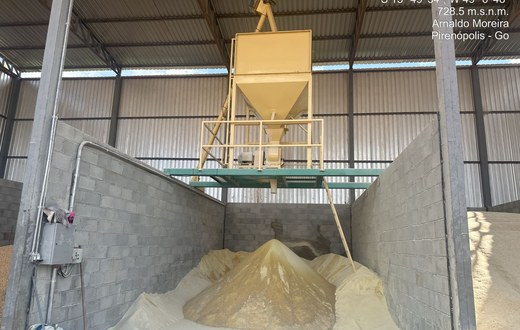 728.5 m.s.n.m.
Arnaldo Moreira
Pirenópolis - Go